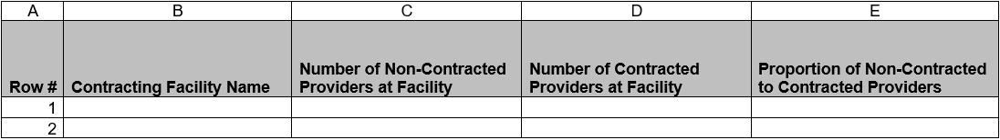 A B C D E
Row # Contracting Facility Name Number of Non-Contracted Providers at Facility Number of Contracted Providers at Facility Proportion of Non-Contracted to Contracted Providers
1
2